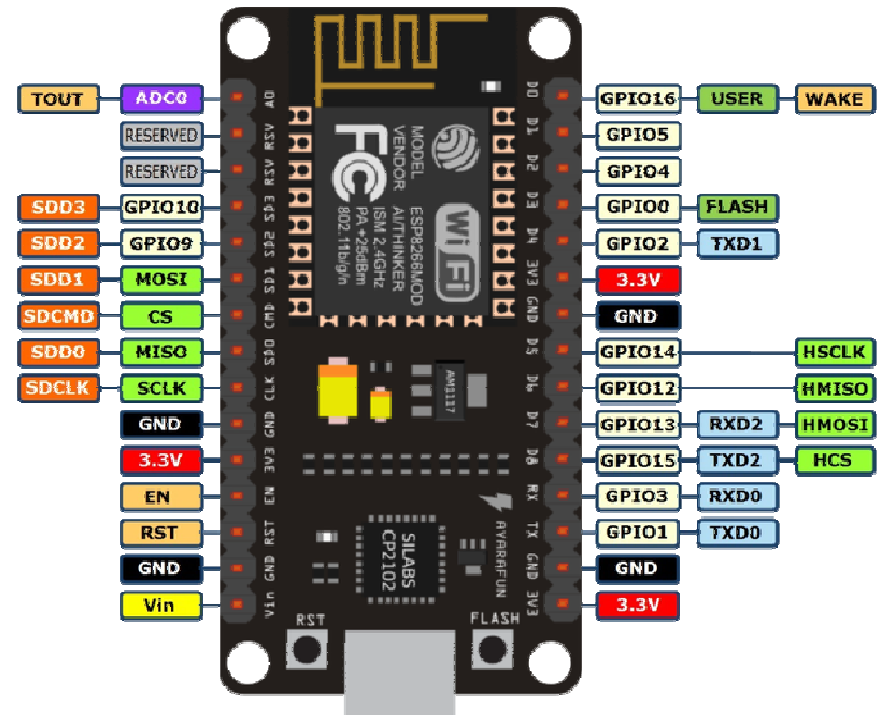 TOUT ADC0 A0 D0 GPIO16 USER WAKE
RESERVED RSV D1 GPIO5
RESERVED RSV D2 GPIO4
SDD3 GPIO10 SD3 D3 GPIO0 FLASH
SDD2 GPIO9 SD2 D4 GPIO2 TXD1
SDD1 MOSI SD1 3V3 3.3V
SDCMD CS CMD GND GND
SDD0 MISO SD0 D5 GPIO14 HSCLK
SDCLK SCLK CLK D6 GPIO12 HMISO
GND GND D7 GPIO13 RXD2 HMOSI
3.3V 3V3 D8 GPIO15 TXD2 HCS
EN EN RX GPIO3 RXD0
RST RST TX GPIO1 TXD0
GND GND GND GND
Vin Vin 3V3 3.3V
MODEL ESP8266MOD
VENDOR AI/THINKER
ISM 2.4GHz
PA +25dBm
802.11b/g/n
FC
Wi Fi
AM1117
SILABS
CP2102
AYARAFUN
RST
FLASH